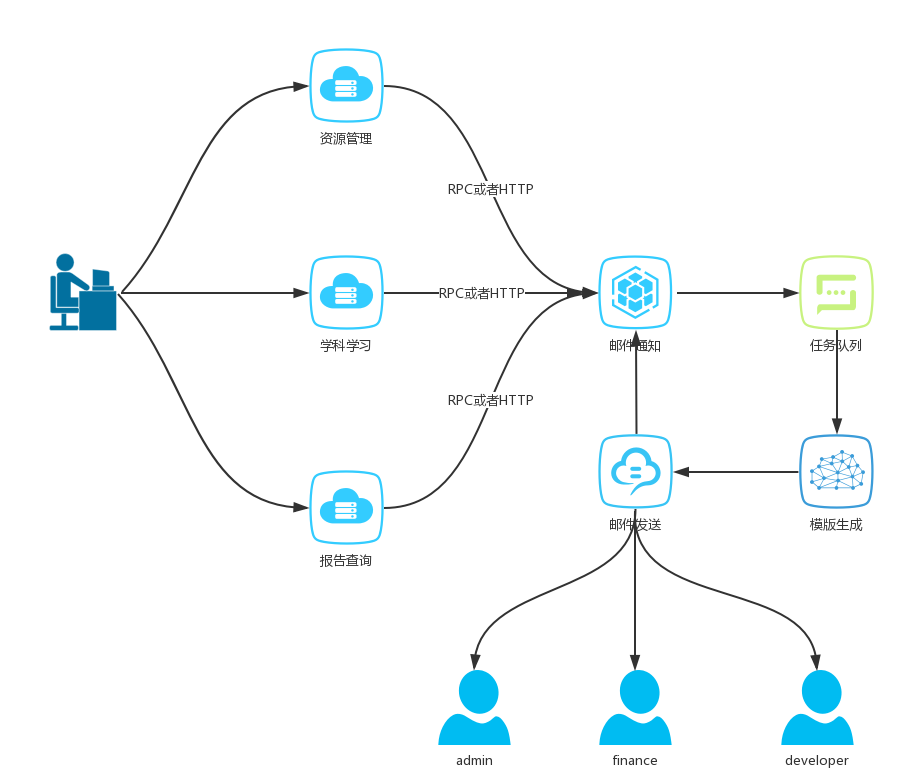 资源管理
RPC或者HTTP
学科学习
RPC或者HTTP
邮件通知
任务队列
RPC或者HTTP
报告查询
邮件发送
模版生成
admin
finance
developer